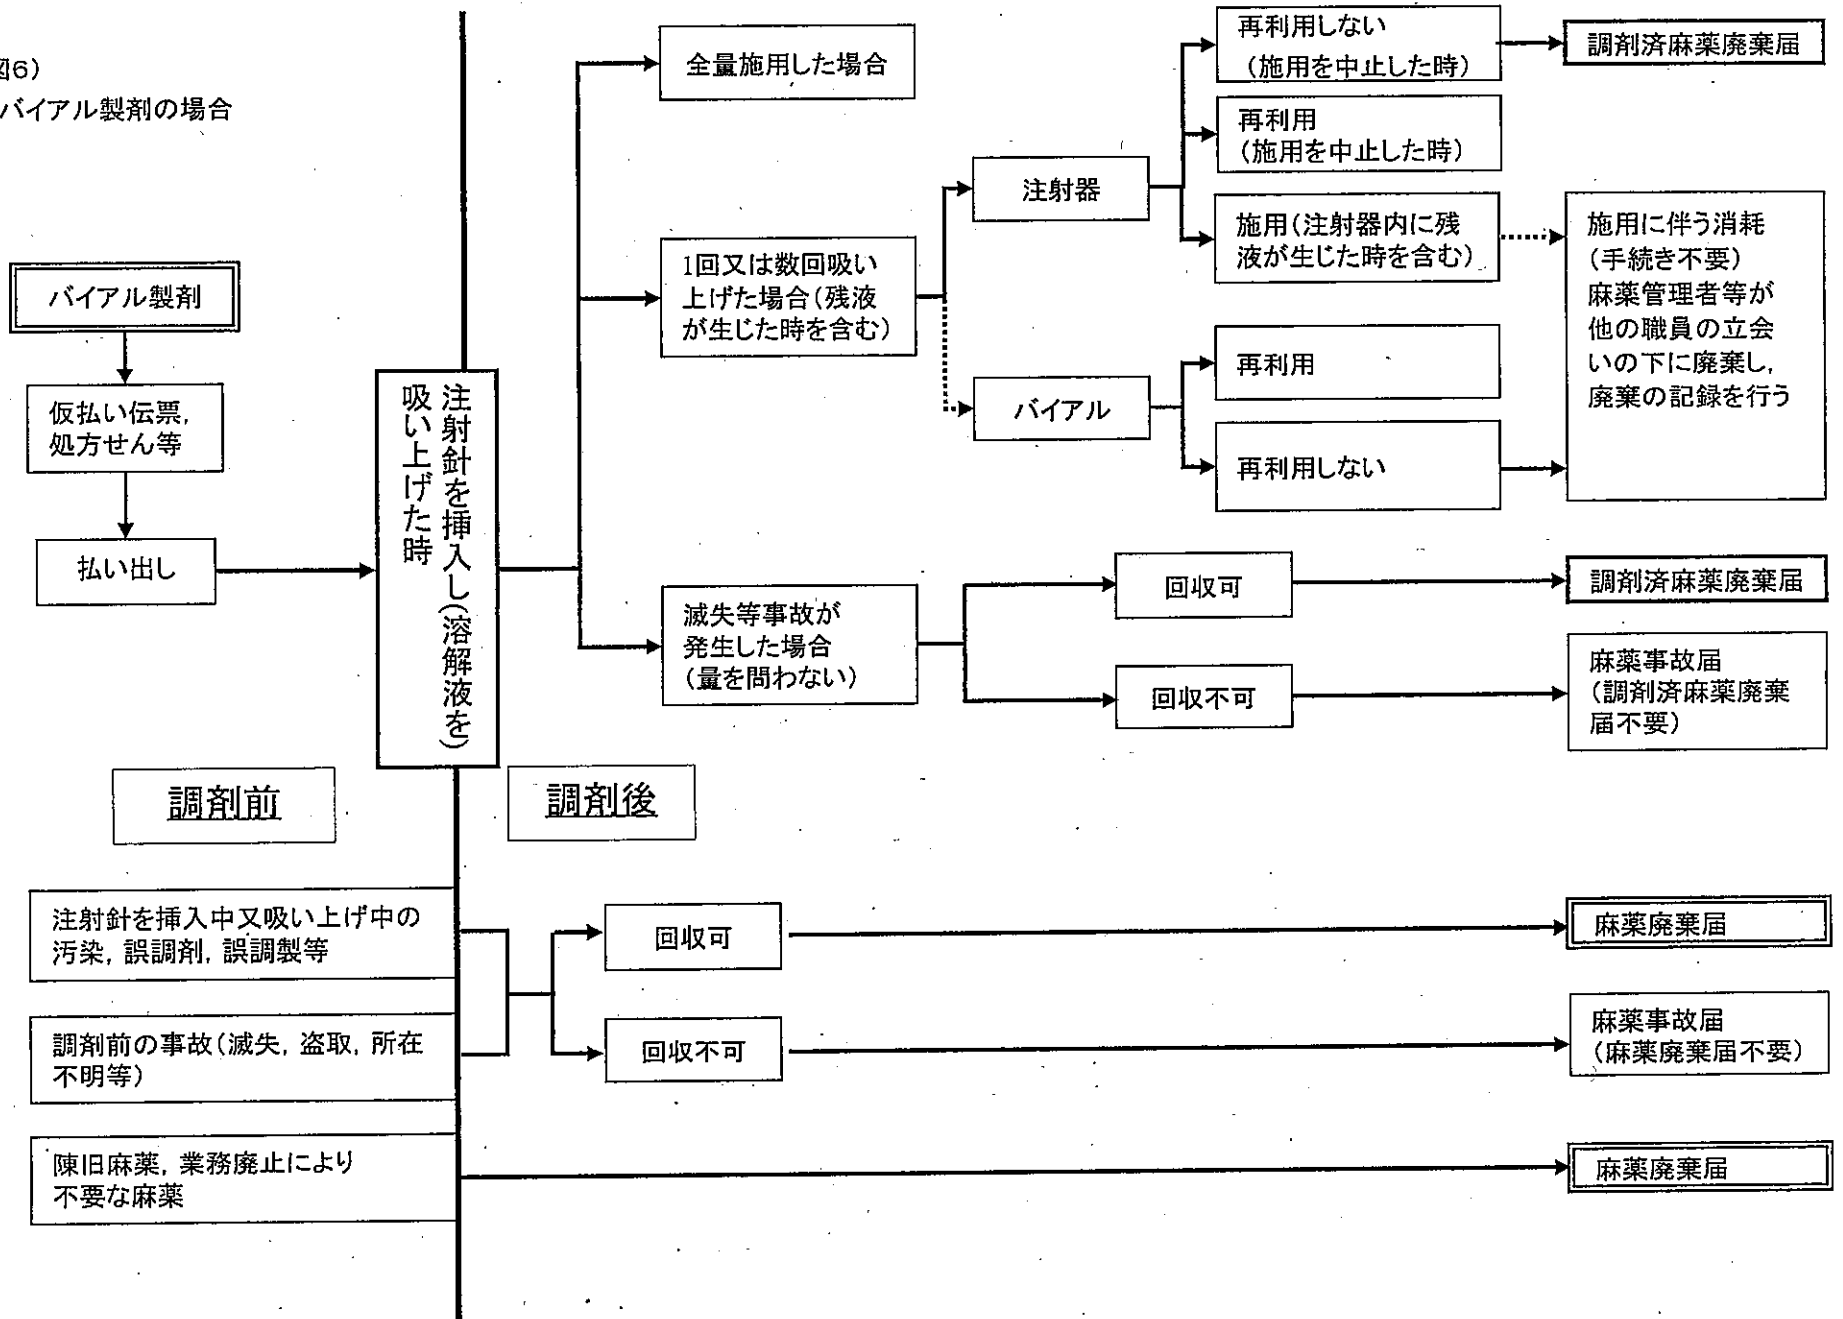 図6)
バイアル製剤の場合
バイアル製剤
仮払い伝票,
処方せん等
払い出し
注射針を挿入し(溶解液を)
吸い上げた時
全量施用した場合
1回又は数回吸い
上げた場合(残液
が生じた時を含む)
注射器
バイアル
再利用しない
(施用を中止した時)
調剤済麻薬廃棄届
再利用
(施用を中止した時)
施用(注射器内に残
液が生じた時を含む)
施用に伴う消耗
(手続き不要)
麻薬管理者等が
他の職員の立会
いの下に廃棄し,
廃棄の記録を行う
再利用
再利用しない
滅失等事故が
発生した場合
(量を問わない)
回収可
調剤済麻薬廃棄届
回収不可
麻薬事故届
(調剤済麻薬廃棄
届不要)
調剤前
調剤後
注射針を挿入中又吸い上げ中の
汚染, 誤調剤, 誤調製等
調剤前の事故(滅失, 盗取, 所在
不明等)
回収可
麻薬廃棄届
回収不可
麻薬事故届
(麻薬廃棄届不要)
陳旧麻薬, 業務廃止により
不要な麻薬
麻薬廃棄届